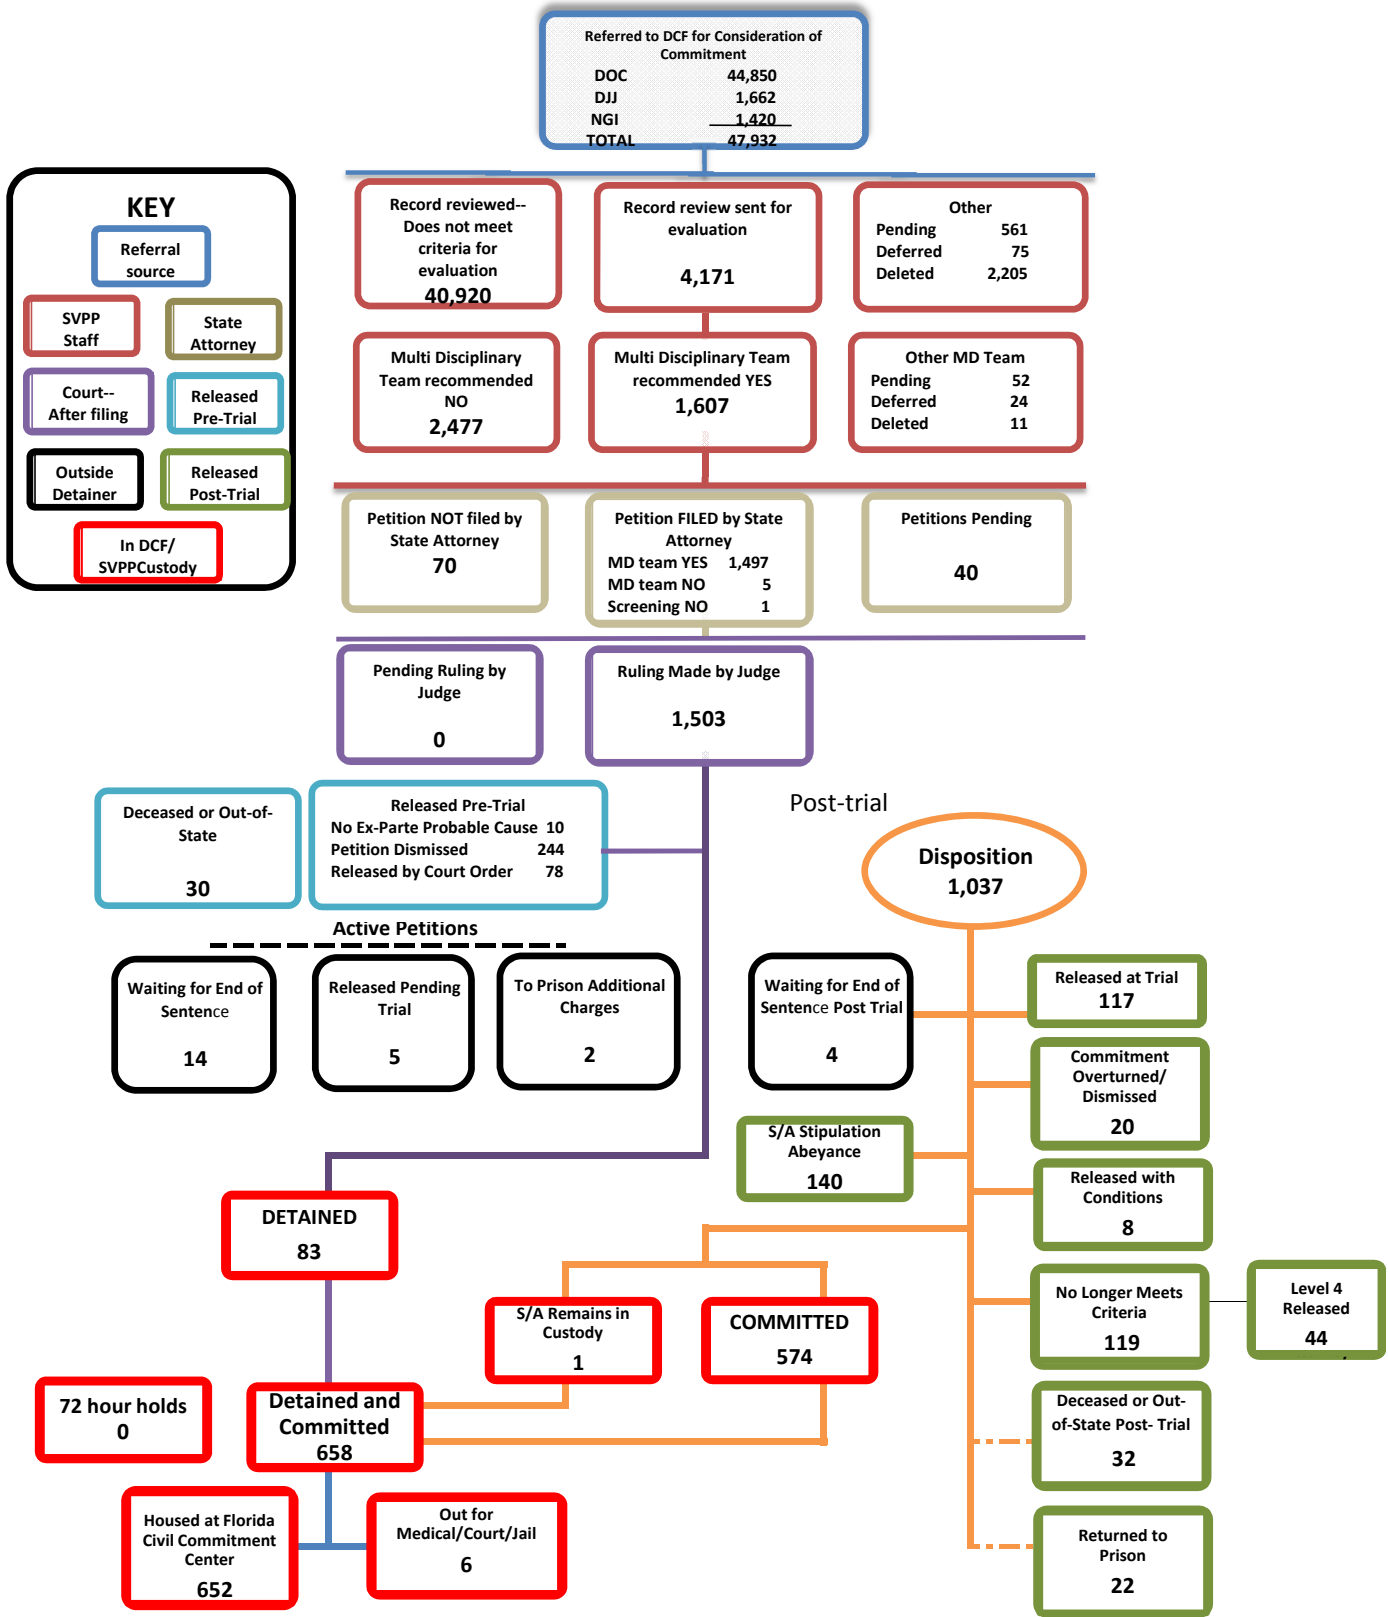 Referred to DCF for Consideration of
Commitment
DOC 44,850
DJJ 1,662
NGI 1,420
TOTAL 47,932
KEY
Referral
source
SVPP
Staff
State
Attorney
Court--
After filing
Released
Pre-Trial
Outside
Detainer
Released
Post-Trial
In DCF/
SVPPCustody
Record reviewed--
Does not meet
criteria for
evaluation
40,920
Record review sent for
evaluation
4,171
Other
Pending 561
Deferred 75
Deleted 2,205
Multi Disciplinary
Team recommended
NO
2,477
Multi Disciplinary Team
recommended YES
1,607
Other MD Team
Pending 52
Deferred 24
Deleted 11
Petition NOT filed by
State Attorney
70
Petition FILED by State
Attorney
MD team YES 1,497
MD team NO 5
Screening NO 1
Petitions Pending
40
Pending Ruling by
Judge
0
Ruling Made by Judge
1,503
Deceased or Out-of-
State
30
Released Pre-Trial
No Ex-Parte Probable Cause 10
Petition Dismissed 244
Released by Court Order 78
Active Petitions
Waiting for End of
Sentence
14
Released Pending
Trial
5
To Prison Additional
Charges
2
Post-trial
Disposition
1,037
Waiting for End of
Sentence Post Trial
4
Released at Trial
117
Commitment
Overturned/
Dismissed
20
S/A Stipulation
Abeyance
140
Released with
Conditions
8
No Longer Meets
Criteria
119
Level 4
Released
44
Deceased or Out-
of-State Post- Trial
32
Returned to
Prison
22
DETAINED
83
S/A Remains in
Custody
1
COMMITTED
574
72 hour holds
0
Detained and
Committed
658
Housed at Florida
Civil Commitment
Center
652
Out for
Medical/Court/Jail
6